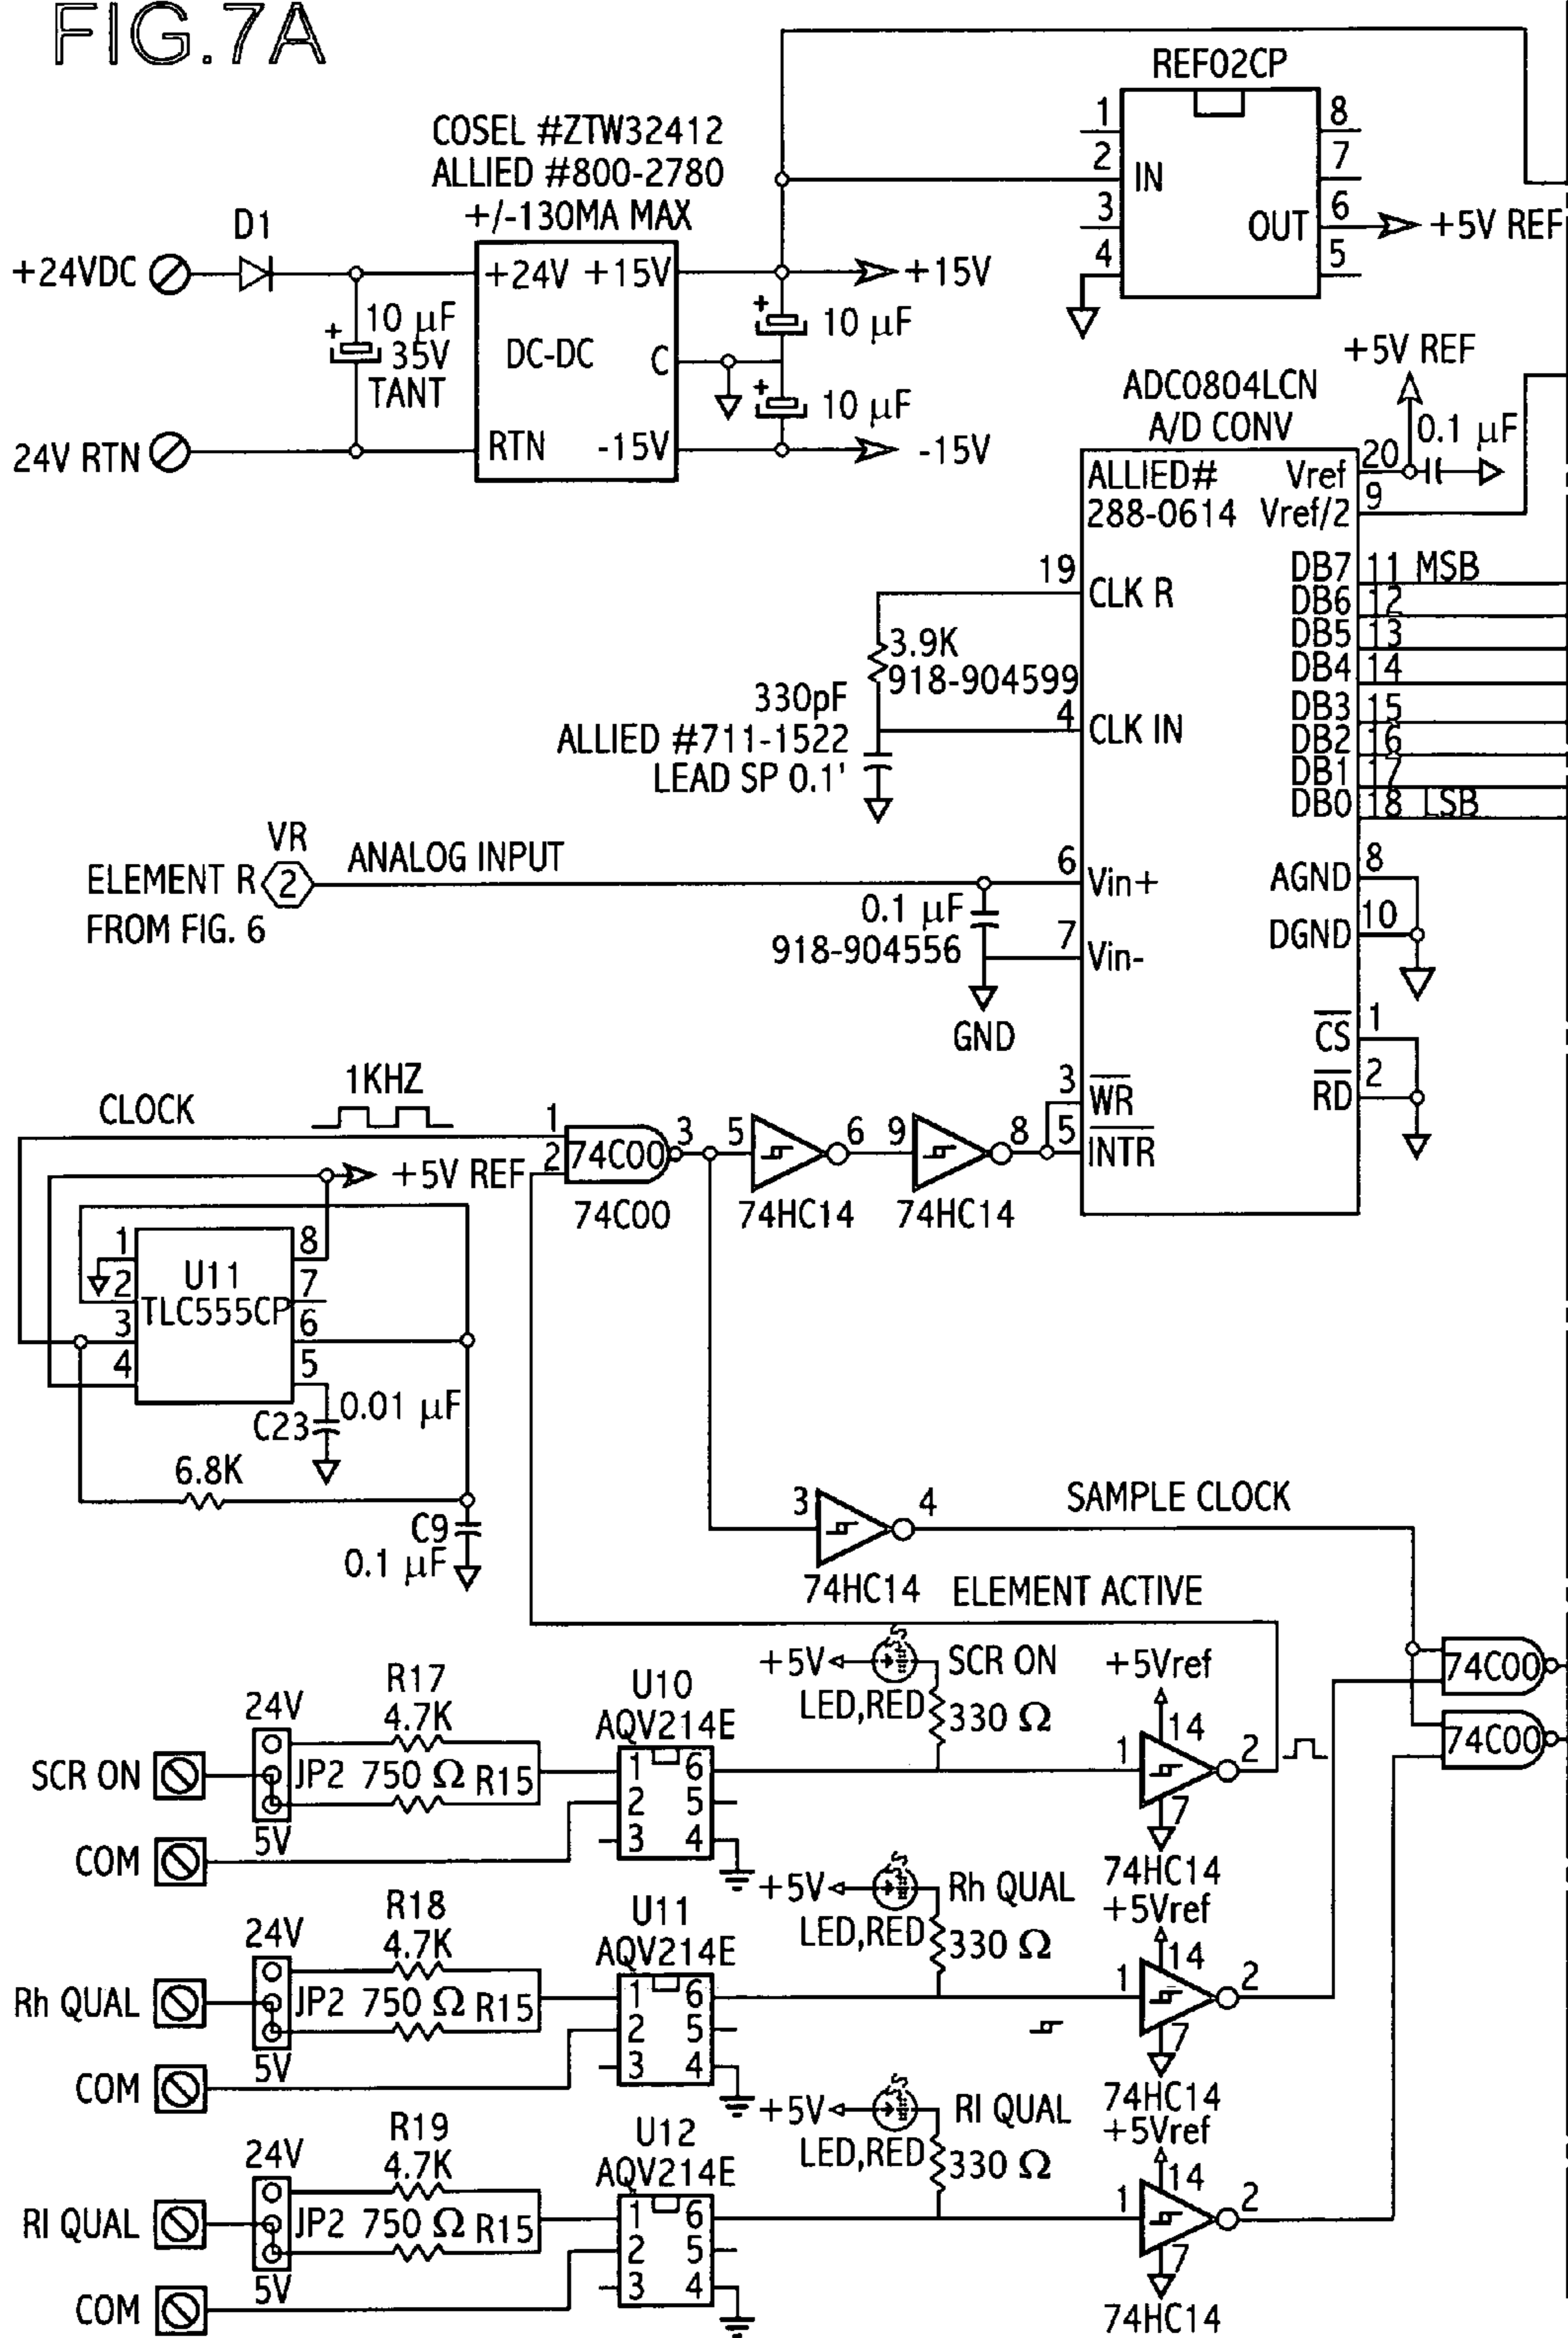 FIG.7A
COSEL #ZTW32412
ALLIED #800-2780
+/-130MA MAX
+24VDC
D1
10 µF
35V
TANT
24V RTN
+24V +15V
DC-DC
C
RTN -15V
+
+15V
+
10 µF
+
10 µF
-15V
REF02CP
1
2
3
4
IN
OUT
8
7
6
5
+5V REF
+5V REF
0.1 µF
ADC0804LCN
A/D CONV
ALLIED#
288-0614
Vref
20
Vref/2
9
19
CLK R
3.9K
918-904599
330pF
ALLIED #711-1522
LEAD SP 0.1'
4
CLK IN
DB7 11 MSB
DB6 12
DB5 13
DB4 14
DB3 15
DB2 16
DB1 17
DB0 18 LSB
VR
ELEMENT R 2 ANALOG INPUT
FROM FIG. 6
6
Vin+
0.1 µF
918-904556
7
Vin-
GND
AGND 8
DGND 10
CS 1
RD 2
3
WR
5
INTR
CLOCK
1KHZ
1
2
74C00
3
74C00
5
6
74HC14
9
8
74HC14
+5V REF
U11
TLC555CP
1
2
3
4
8
7
6
5
C23
0.01 µF
6.8K
C9
0.1 µF
3
4
74HC14
SAMPLE CLOCK
ELEMENT ACTIVE
74C00
74C00
SCR ON
COM
24V
JP2
5V
R17
4.7K
750 Ω R15
U10
AQV214E
1 6
2 5
3 4
+5V
SCR ON
LED,RED
330 Ω
+5Vref
14
1
2
7
74HC14
Rh QUAL
COM
24V
JP2
5V
R18
4.7K
750 Ω R15
U11
AQV214E
1 6
2 5
3 4
+5V
Rh QUAL
LED,RED
330 Ω
+5Vref
14
1
2
7
74HC14
Rl QUAL
COM
24V
JP2
5V
R19
4.7K
750 Ω R15
U12
AQV214E
1 6
2 5
3 4
+5V
Rl QUAL
LED,RED
330 Ω
+5Vref
14
1
2
7
74HC14